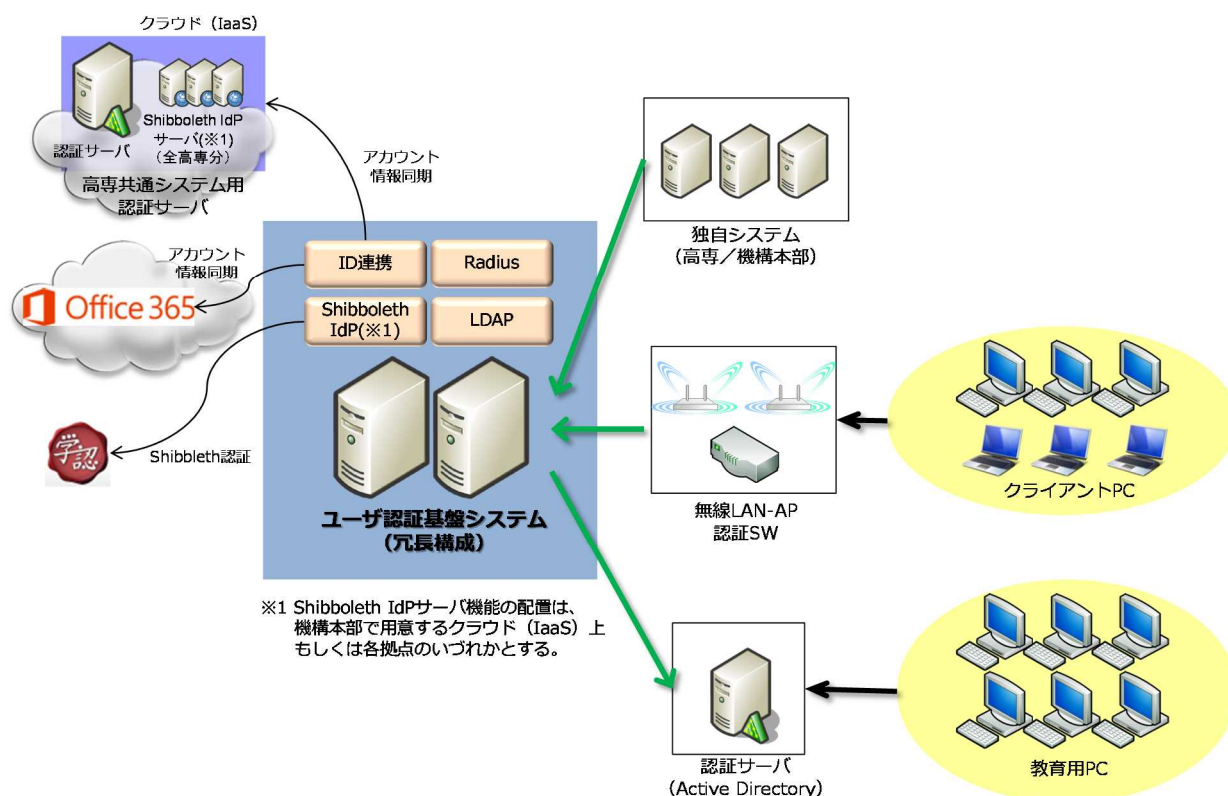 クラウド（IaaS）
Shibboleth IdP
サーバ(※1)
（全高専分）
認証サーバ
高専共通システム用
認証サーバ
アカウント
情報同期
アカウント
情報同期
Office 365
学認
Shibbleth認証
ID連携
Radius
Shibboleth
IdP(※1)
LDAP
ユーザ認証基盤システム
（冗長構成）
※1 Shibboleth IdPサーバ機能の配置は、
機構本部で用意するクラウド（IaaS）上
もしくは各拠点のいづれかとする。
独自システム
（高専／機構本部）
無線LAN-AP
認証SW
クライアントPC
認証サーバ
（Active Directory）
教育用PC